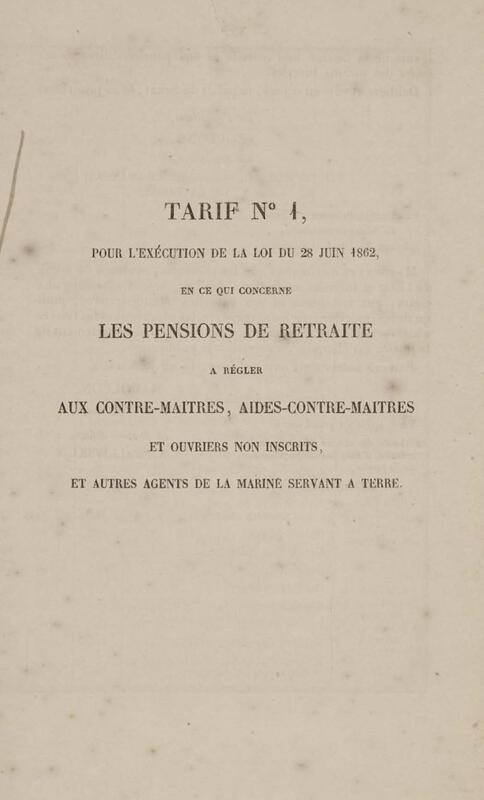 TARIF Nº 1,
POUR L'EXÉCUTION DE LA LOI DU 28 JUIN 1862,
EN CE QUI CONCERNE
LES PENSIONS DE RETRAITE
A RÉGLER
AUX CONTRE-MAITRES, AIDES-CONTRE-MAITRES
ET OUVRIERS NON INSCRITS,
ET AUTRES AGENTS DE LA MARINE SERVANT A TERRE.